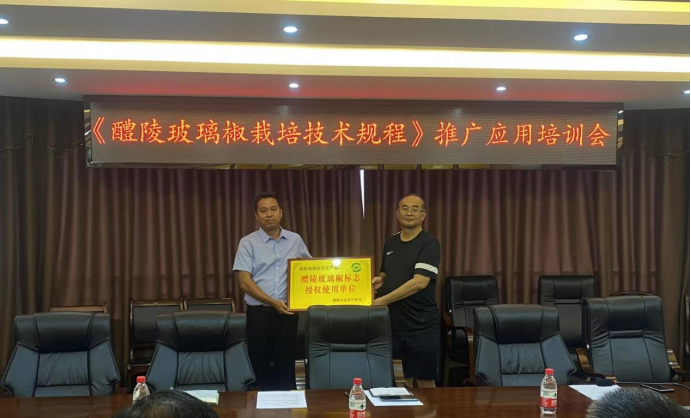 《醴陵玻璃椒栽培技术规程》推广应用培训会
醴陵玻璃椒标志
授权使用单位